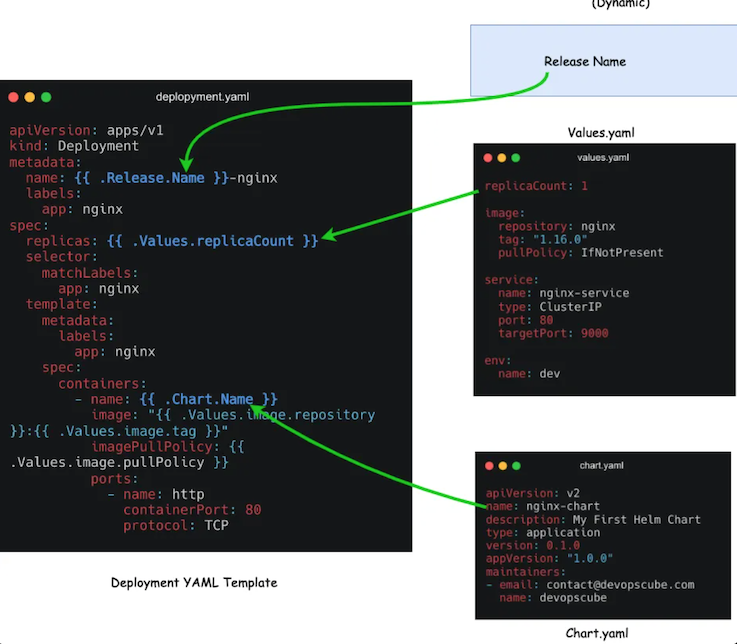 (Dynamic)
Release Name
deplopyment.yaml
apiVersion: apps/v1
kind: Deployment
metadata:
  name: {{ .Release.Name }}-nginx
  labels:
    app: nginx
spec:
  replicas: {{ .Values.replicaCount }}
  selector:
    matchLabels:
      app: nginx
  template:
    metadata:
      labels:
        app: nginx
    spec:
      containers:
        - name: {{ .Chart.Name }}
          image: "{{ .Values.image.repository
}}:{{ .Values.image.tag }}"
          imagePullPolicy: {{
.Values.image.pullPolicy }}
          ports:
            - name: http
              containerPort: 80
              protocol: TCP
Deployment YAML Template
Values.yaml
values.yaml
replicaCount: 1
image:
  repository: nginx
  tag: "1.16.0"
  pullPolicy: IfNotPresent
service:
  name: nginx-service
  type: ClusterIP
  port: 80
  targetPort: 9000
env:
  name: dev
chart.yaml
apiVersion: v2
name: nginx-chart
description: My First Helm Chart
type: application
version: 0.1.0
appVersion: "1.0.0"
maintainers:
- email: contact@devopscube.com
  name: devopscube
Chart.yaml